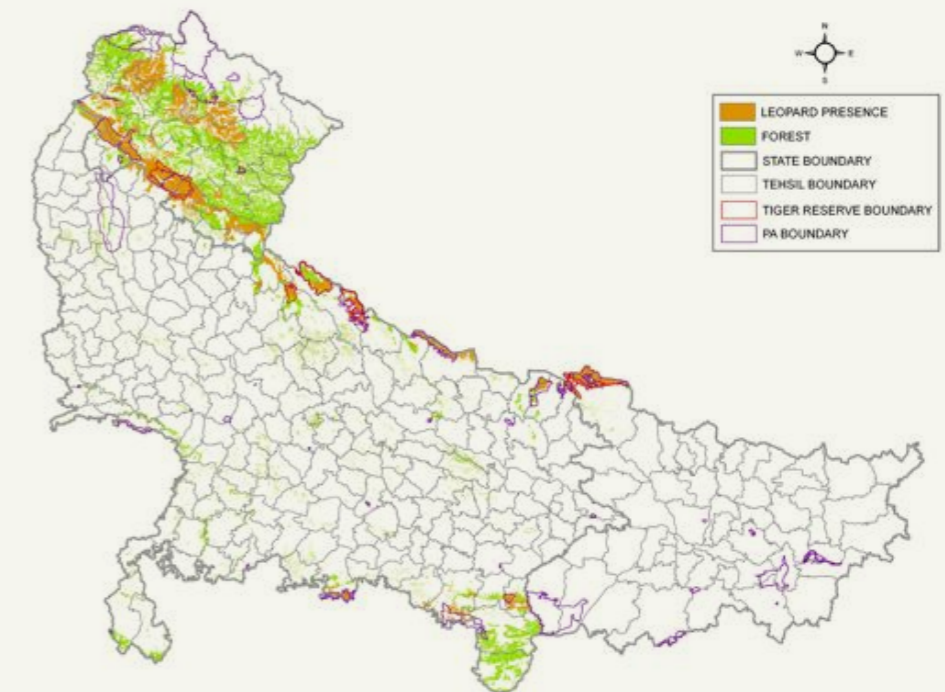 N
W E
S
LEOPARD PRESENCE
FOREST
STATE BOUNDARY
TEHSIL BOUNDARY
TIGER RESERVE BOUNDARY
PA BOUNDARY